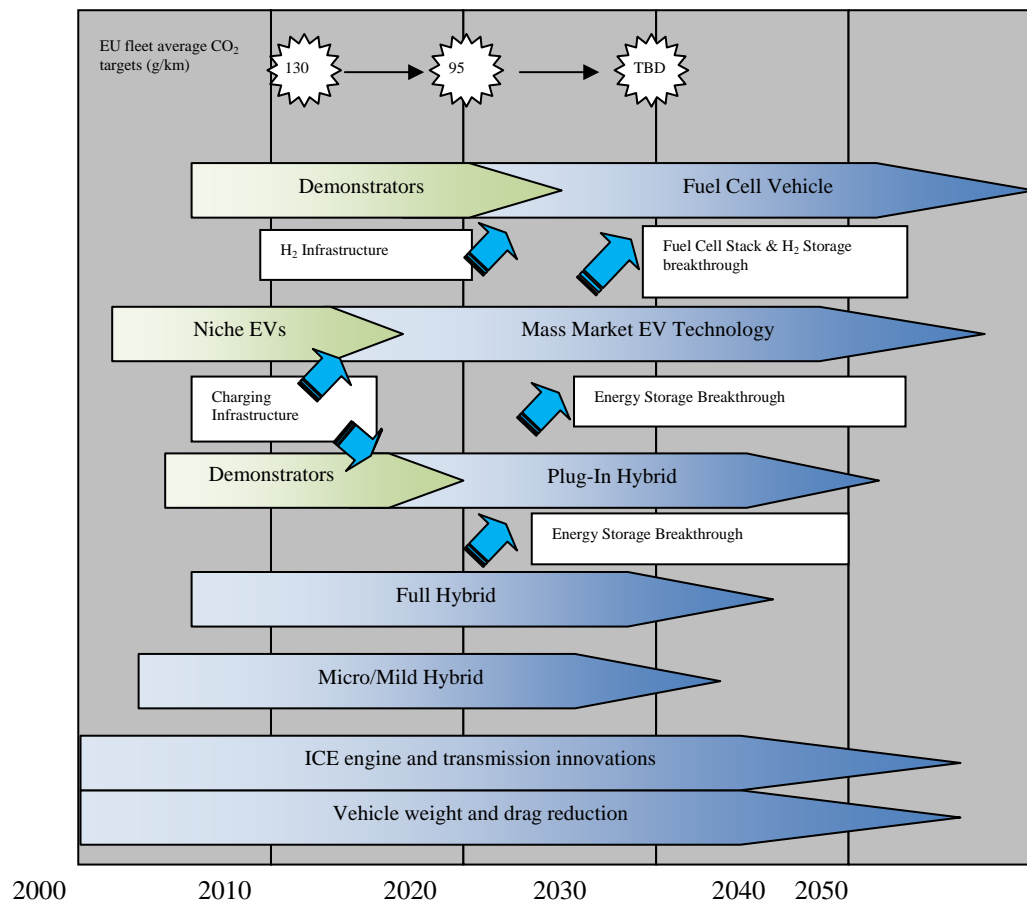 EU fleet average CO₂
targets (g/km)
130
95
TBD
Demonstrators
Fuel Cell Vehicle
H₂ Infrastructure
Fuel Cell Stack & H₂ Storage
breakthrough
Niche EVs
Mass Market EV Technology
Charging
Infrastructure
Energy Storage Breakthrough
Demonstrators
Plug-In Hybrid
Energy Storage Breakthrough
Full Hybrid
Micro/Mild Hybrid
ICE engine and transmission innovations
Vehicle weight and drag reduction
2000 2010 2020 2030 2040 2050